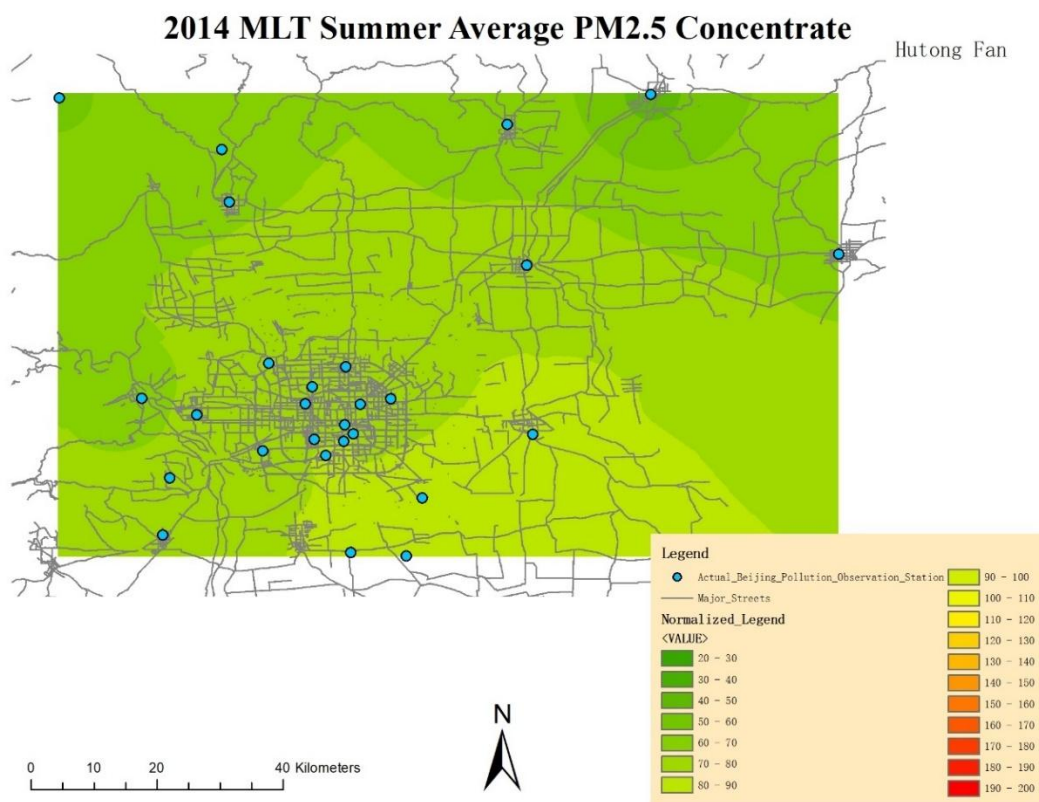 2014 MLT Summer Average PM2.5 Concentrate
Hutong Fan
Legend
Actual_Beijing_Pollution_Observation_Station
Major_Streets
Normalized_Legend
<VALUE>
20 - 30
30 - 40
40 - 50
50 - 60
60 - 70
70 - 80
80 - 90
90 - 100
100 - 110
110 - 120
120 - 130
130 - 140
140 - 150
150 - 160
160 - 170
170 - 180
180 - 190
190 - 200
N
0 10 20 40 Kilometers